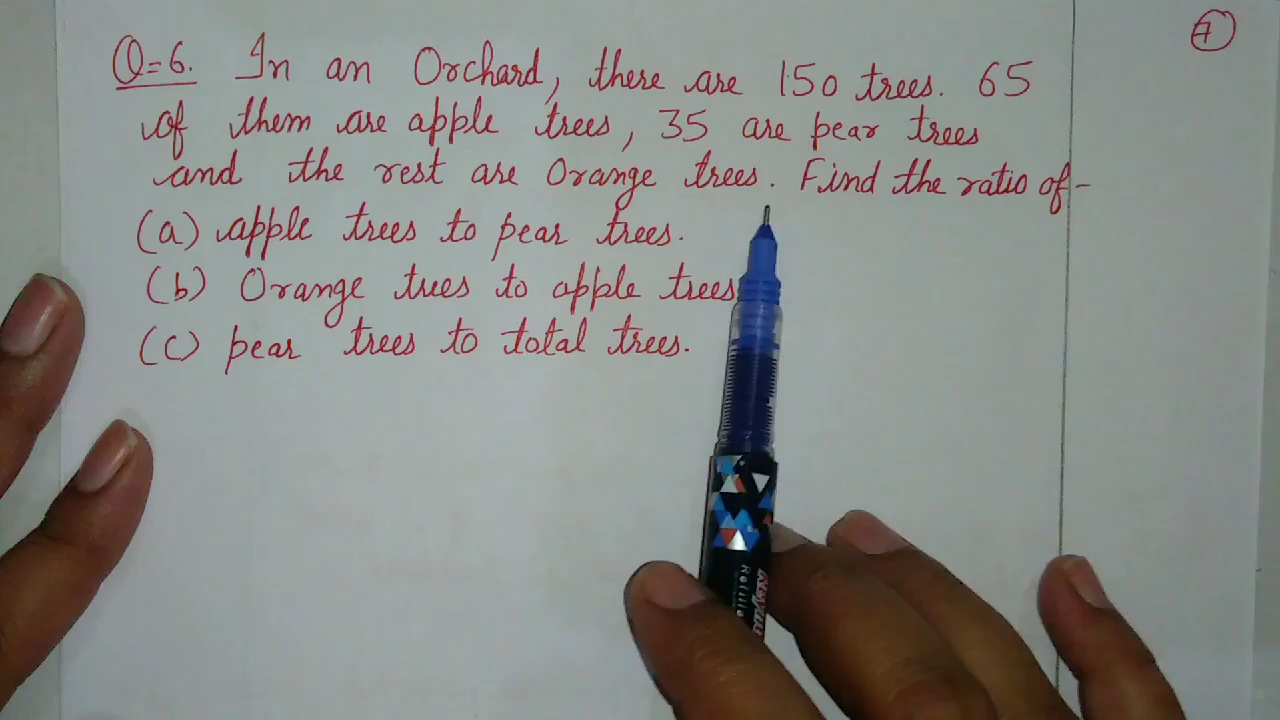 7
Q=6. In an Orchard, there are 150 trees. 65
of them are apple trees, 35 are pear trees
and the rest are Orange trees. Find the ratio of-
(a) apple trees to pear trees.
(b) Orange trees to apple trees
(c) pear trees to total trees.